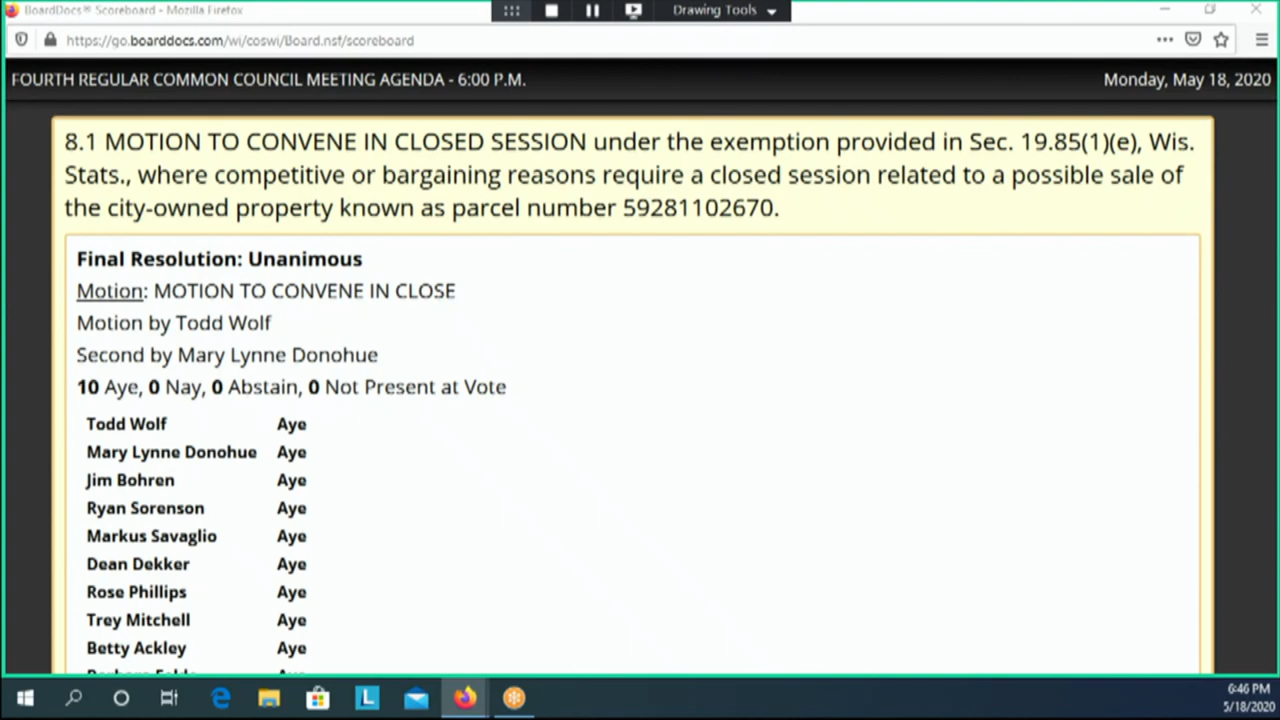 BoardDocs® Scoreboard - Mozilla Firefox
Drawing Tools
https://go.boarddocs.com/wi/coswi/Board.nsf/scoreboard
FOURTH REGULAR COMMON COUNCIL MEETING AGENDA - 6:00 P.M.
Monday, May 18, 2020
8.1 MOTION TO CONVENE IN CLOSED SESSION under the exemption provided in Sec. 19.85(1)(e), Wis.
Stats., where competitive or bargaining reasons require a closed session related to a possible sale of
the city-owned property known as parcel number 59281102670.
Final Resolution: Unanimous
Motion: MOTION TO CONVENE IN CLOSE
Motion by Todd Wolf
Second by Mary Lynne Donohue
10 Aye, 0 Nay, 0 Abstain, 0 Not Present at Vote
Todd Wolf Aye
Mary Lynne Donohue Aye
Jim Bohren Aye
Ryan Sorenson Aye
Markus Savaglio Aye
Dean Dekker Aye
Rose Phillips Aye
Trey Mitchell Aye
Betty Ackley Aye
L
6:46 PM
5/18/2020